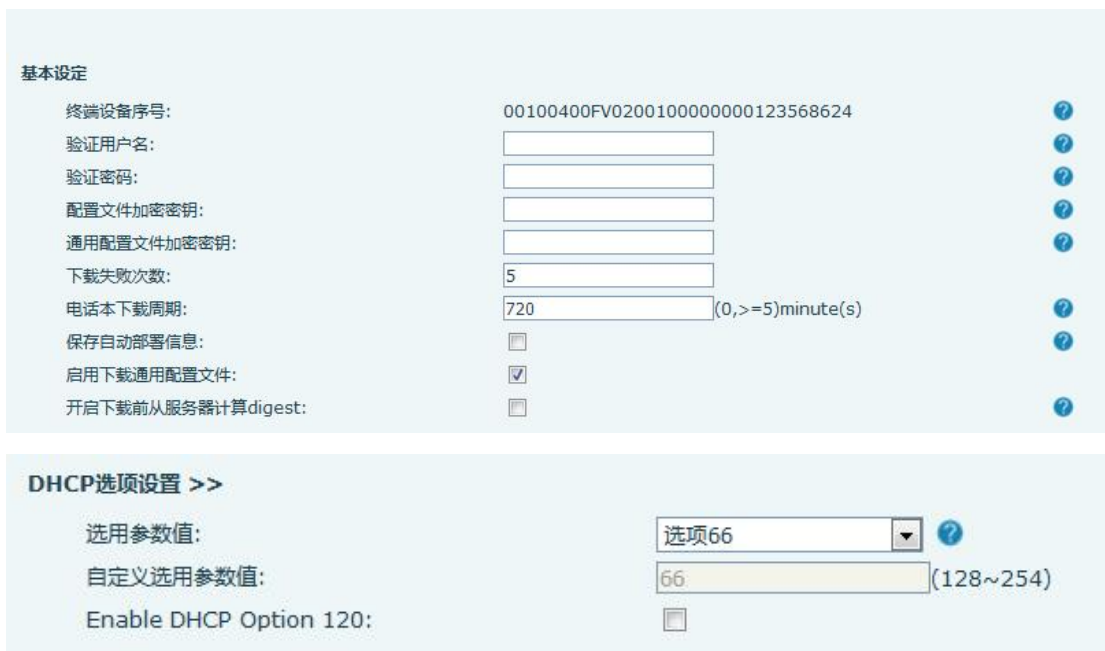 基本设定
终端设备序号: 00100400FV02001000000000123568624
验证用户名:
验证密码:
配置文件加密密钥:
通用配置文件加密密钥:
下载失败次数: 5
电话本下载周期: 720 (0,>=5)minute(s)
保存自动部署信息:
启用下载通用配置文件:
开启下载前从服务器计算digest:
DHCP选项设置 >>
选用参数值: 选项66
自定义选用参数值: 66 (128~254)
Enable DHCP Option 120: